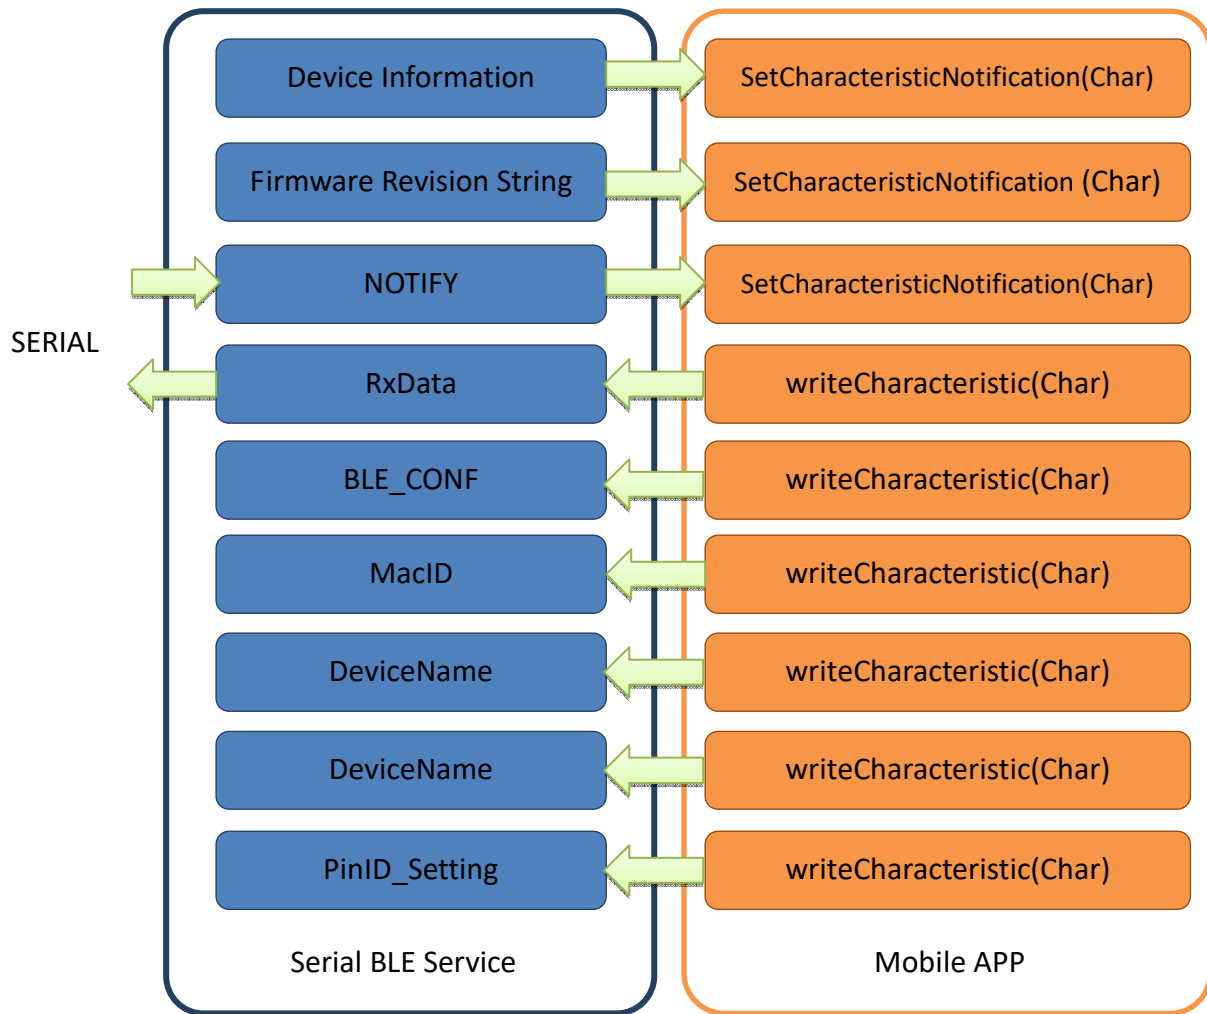 Device Information
SetCharacteristicNotification(Char)
Firmware Revision String
SetCharacteristicNotification (Char)
NOTIFY
SetCharacteristicNotification(Char)
SERIAL
RxData
writeCharacteristic(Char)
BLE_CONF
writeCharacteristic(Char)
MacID
writeCharacteristic(Char)
DeviceName
writeCharacteristic(Char)
DeviceName
writeCharacteristic(Char)
PinID_Setting
writeCharacteristic(Char)
Serial BLE Service
Mobile APP